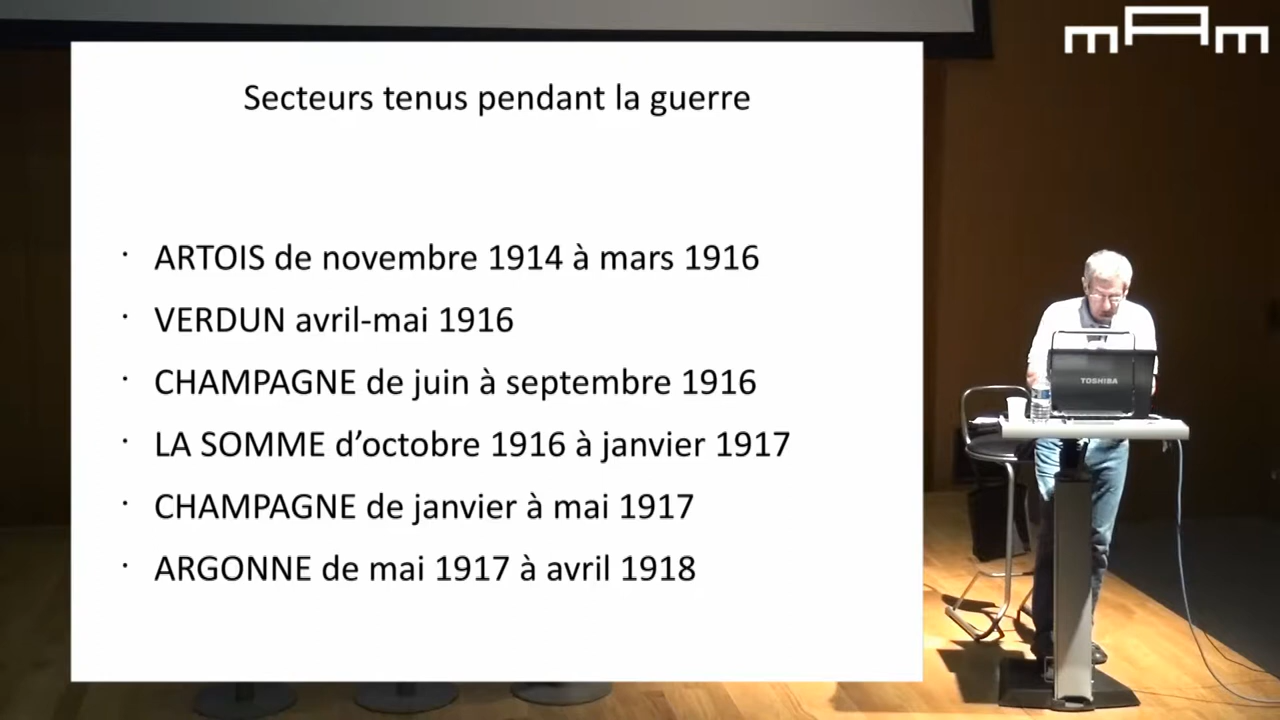 mAm
Secteurs tenus pendant la guerre
· ARTOIS de novembre 1914 à mars 1916
· VERDUN avril-mai 1916
· CHAMPAGNE de juin à septembre 1916
· LA SOMME d’octobre 1916 à janvier 1917
· CHAMPAGNE de janvier à mai 1917
· ARGONNE de mai 1917 à avril 1918
TOSHIBA